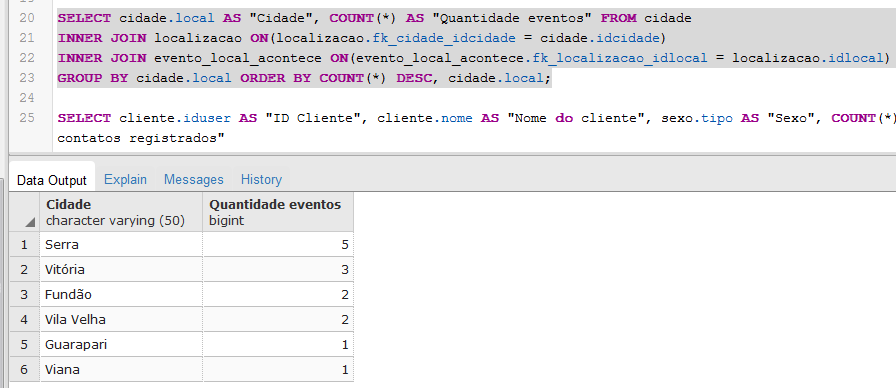 20 SELECT cidade.local AS "Cidade", COUNT(*) AS "Quantidade eventos" FROM cidade
21 INNER JOIN localizacao ON(localizacao.fk_cidade_idcidade = cidade.idcidade)
22 INNER JOIN evento_local_acontece ON(evento_local_acontece.fk_localizacao_idlocal = localizacao.idlocal)
23 GROUP BY cidade.local ORDER BY COUNT(*) DESC, cidade.local;
24
25 SELECT cliente.iduser AS "ID Cliente", cliente.nome AS "Nome do cliente", sexo.tipo AS "Sexo", COUNT(*)
contatos registrados"
Data Output Explain Messages History
Cidade Quantidade eventos
character varying (50) bigint
1 Serra 5
2 Vitória 3
3 Fundão 2
4 Vila Velha 2
5 Guarapari 1
6 Viana 1